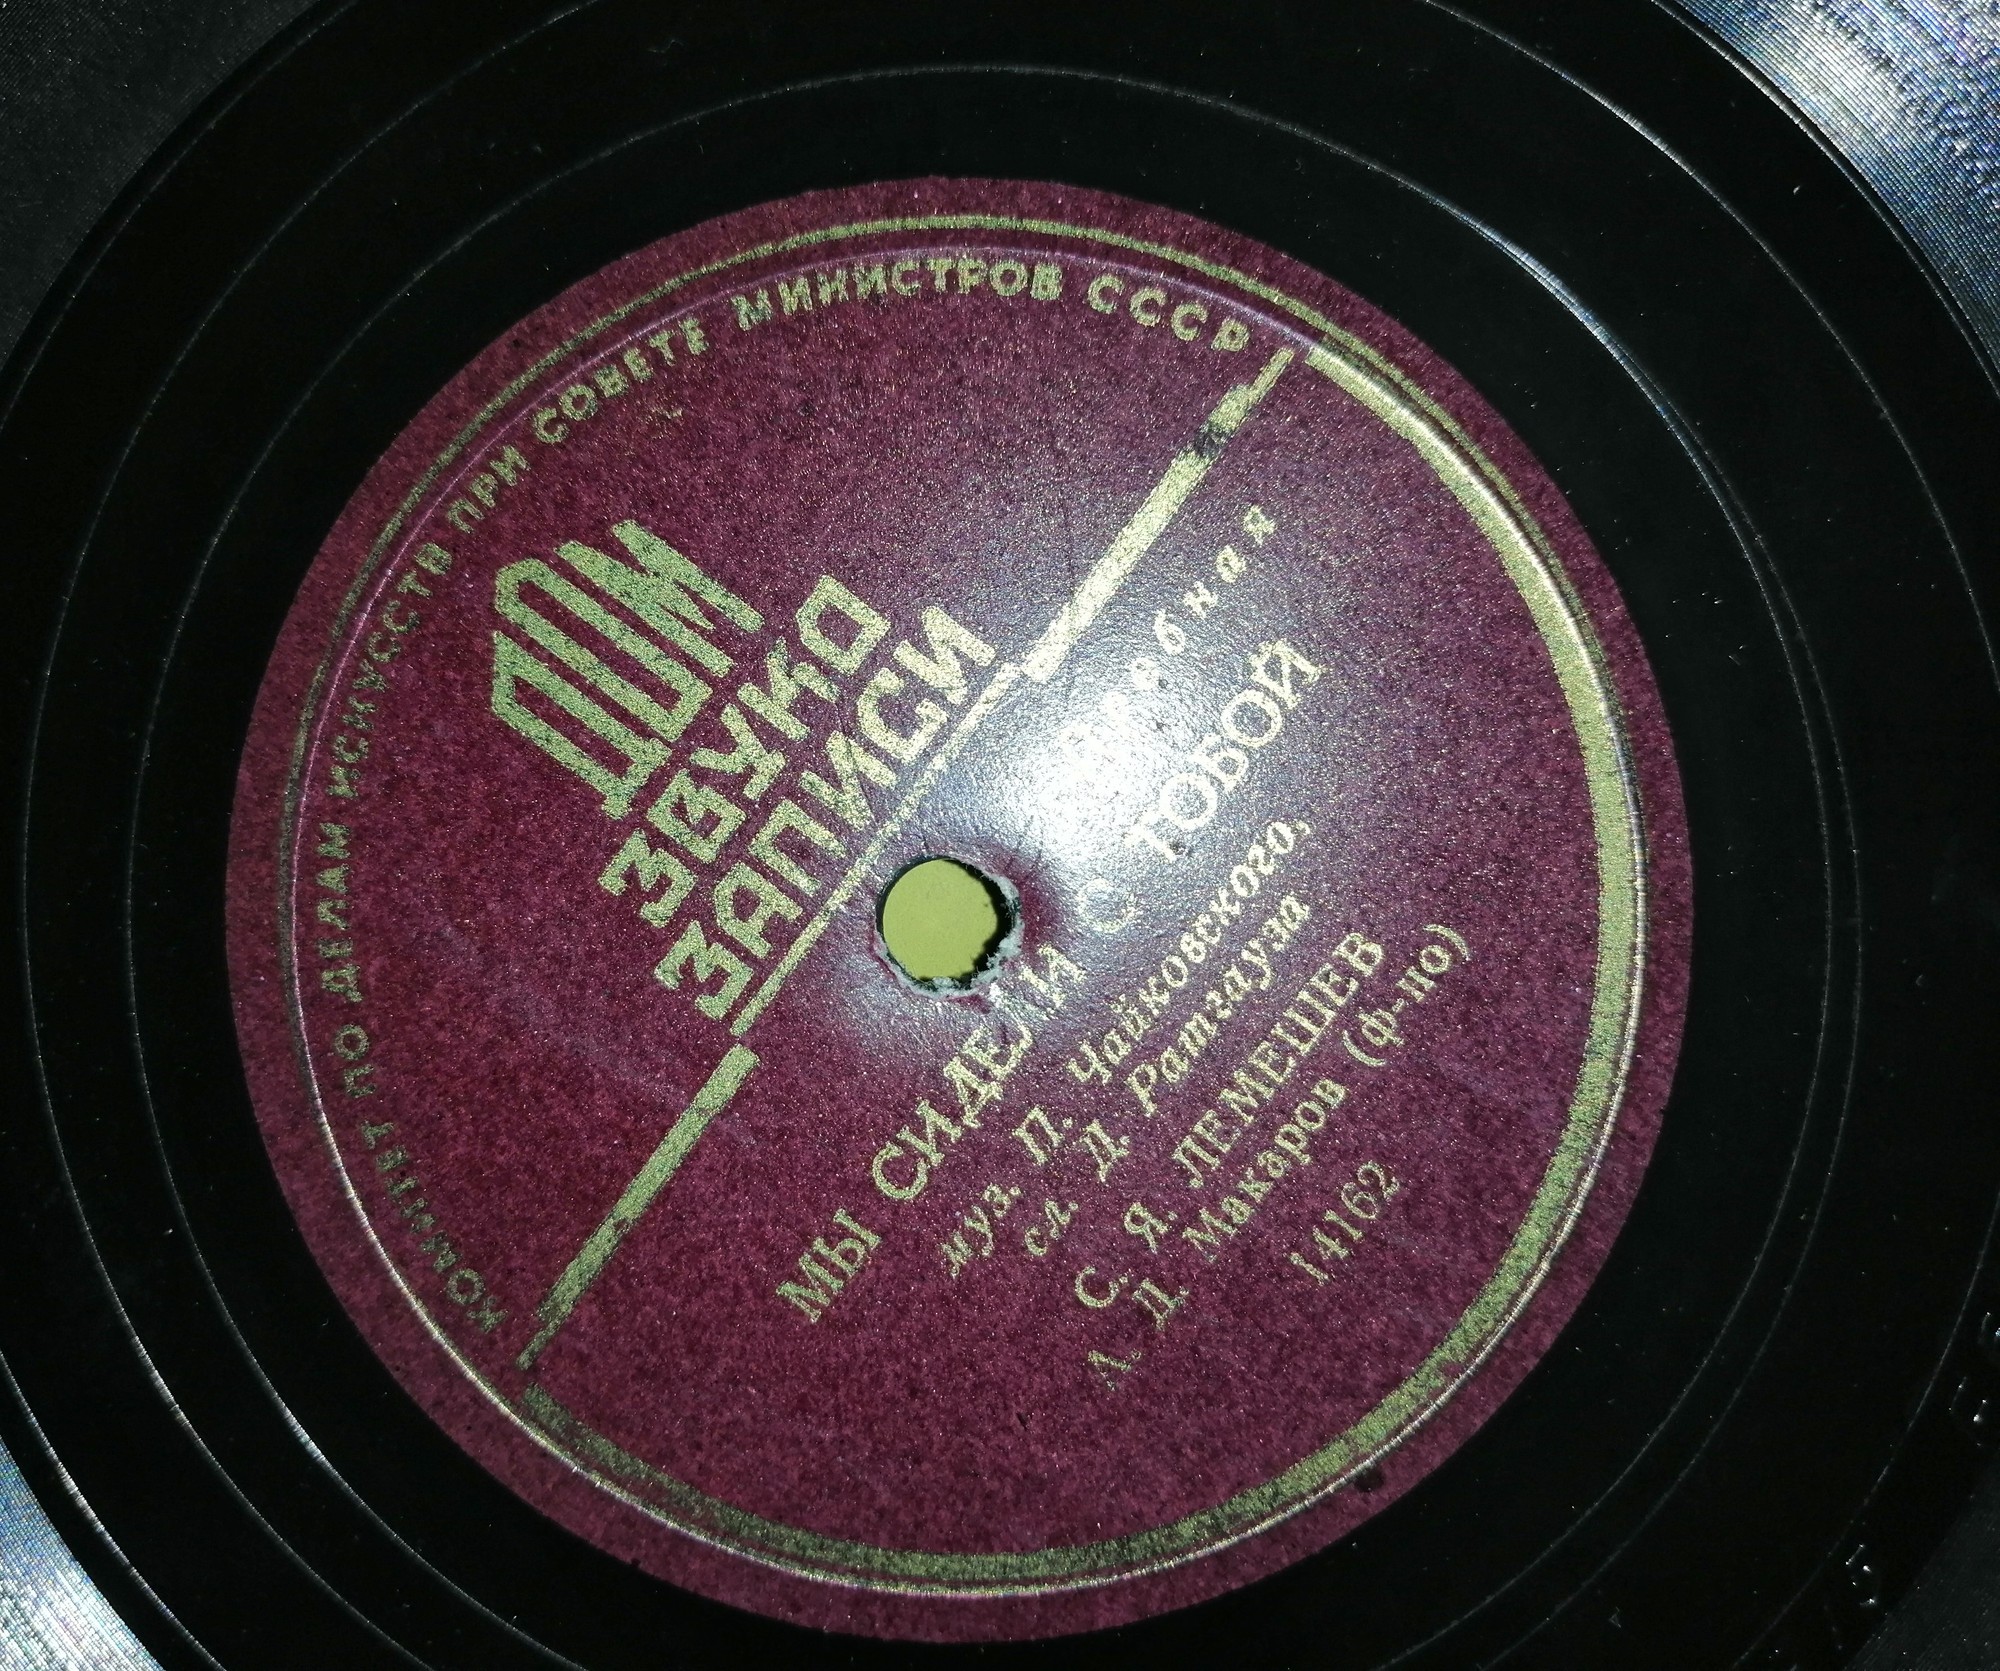 КОМИТЕТ ПО ДЕЛАМ ИСКУССТВ ПРИ СОВЕТЕ МИНИСТРОВ СССР
ДОМ
ЗВУКО
ЗАПИСИ
МЫ СИДЕЛИ С ТОБОЙ
муз. П. Чайковского,
сл. Д. Ратгауза
С. Я. ЛЕМЕШЕВ
А. Д. Макаров (ф-по)
14162